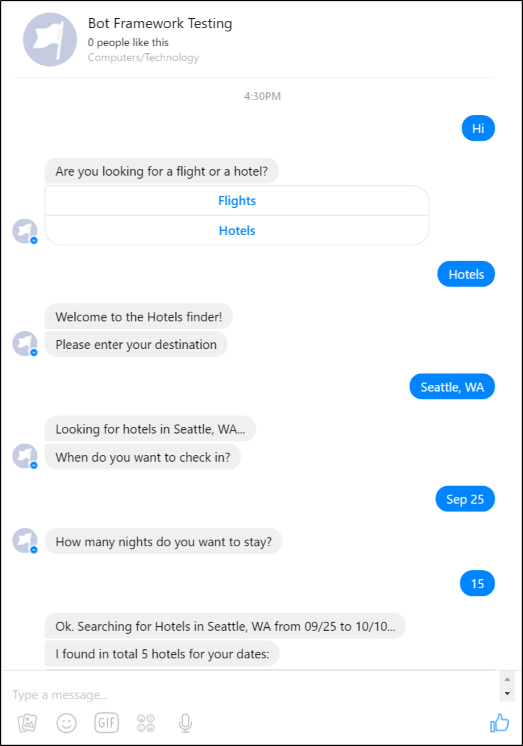 Bot Framework Testing
0 people like this
Computers/Technology
4:30PM
Hi
Are you looking for a flight or a hotel?
Flights
Hotels
Hotels
Welcome to the Hotels finder!
Please enter your destination
Seattle, WA
Looking for hotels in Seattle, WA...
When do you want to check in?
Sep 25
How many nights do you want to stay?
15
Ok. Searching for Hotels in Seattle, WA from 09/25 to 10/10...
I found in total 5 hotels for your dates:
Type a message...
GIF